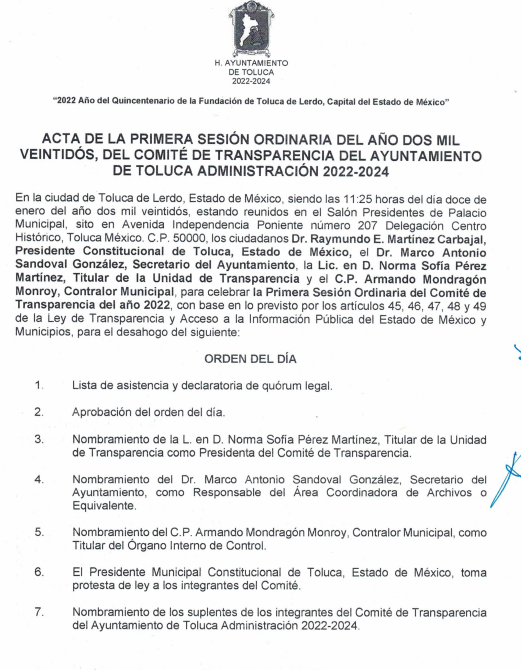 H. AYUNTAMIENTO
DE TOLUCA
2022-2024
"2022 Año del Quincentenario de la Fundación de Toluca de Lerdo, Capital del Estado de México"
ACTA DE LA PRIMERA SESIÓN ORDINARIA DEL AÑO DOS MIL
VEINTIDÓS, DEL COMITÉ DE TRANSPARENCIA DEL AYUNTAMIENTO
DE TOLUCA ADMINISTRACIÓN 2022-2024
En la ciudad de Toluca de Lerdo, Estado de México, siendo las 11:25 horas del día doce de
enero del año dos mil veintidós, estando reunidos en el Salón Presidentes de Palacio
Municipal, sito en Avenida Independencia Poniente número 207 Delegación Centro
Histórico, Toluca México. C.P. 50000, los ciudadanos Dr. Raymundo E. Martínez Carbajal,
Presidente Constitucional de Toluca, Estado de México, el Dr. Marco Antonio
Sandoval González, Secretario del Ayuntamiento, la Lic. en D. Norma Sofía Pérez
Martínez, Titular de la Unidad de Transparencia y el C.P. Armando Mondragón
Monroy, Contralor Municipal, para celebrar la Primera Sesión Ordinaria del Comité de
Transparencia del año 2022, con base en lo previsto por los artículos 45, 46, 47, 48 y 49
de la Ley de Transparencia y Acceso a la Información Pública del Estado de México y
Municipios, para el desahogo del siguiente:
ORDEN DEL DÍA
1. Lista de asistencia y declaratoria de quórum legal.
2. Aprobación del orden del día.
3. Nombramiento de la L. en D. Norma Sofía Pérez Martínez, Titular de la Unidad
de Transparencia como Presidenta del Comité de Transparencia.
4. Nombramiento del Dr. Marco Antonio Sandoval González, Secretario del
Ayuntamiento, como Responsable del Área Coordinadora de Archivos o
Equivalente.
5. Nombramiento del C.P. Armando Mondragón Monroy, Contralor Municipal, como
Titular del Órgano Interno de Control.
6. El Presidente Municipal Constitucional de Toluca, Estado de México, toma
protesta de ley a los integrantes del Comité.
7. Nombramiento de los suplentes de los integrantes del Comité de Transparencia
del Ayuntamiento de Toluca Administración 2022-2024.